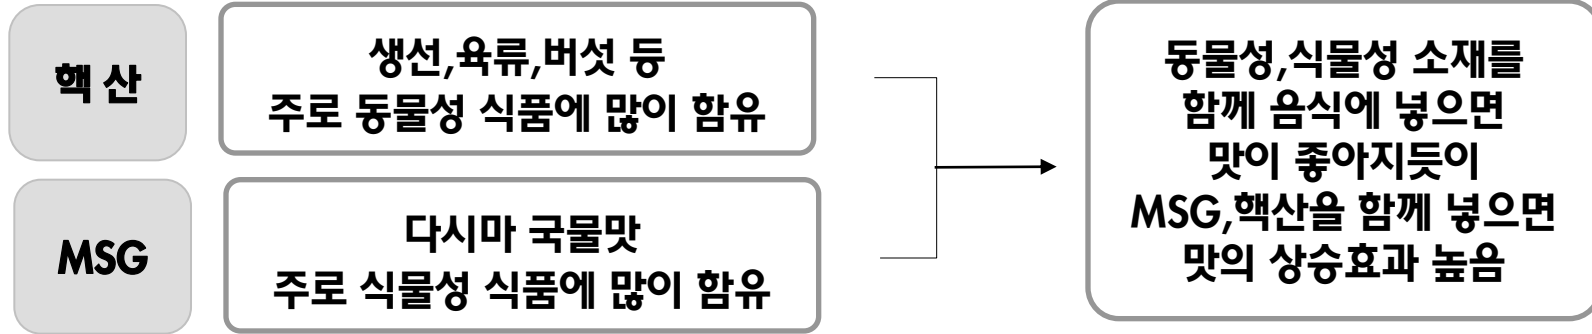 핵 산
생선,육류,버섯 등
주로 동물성 식품에 많이 함유
MSG
다시마 국물맛
주로 식물성 식품에 많이 함유
동물성,식물성 소재를
함께 음식에 넣으면
맛이 좋아지듯이
MSG,핵산을 함께 넣으면
맛의 상승효과 높음